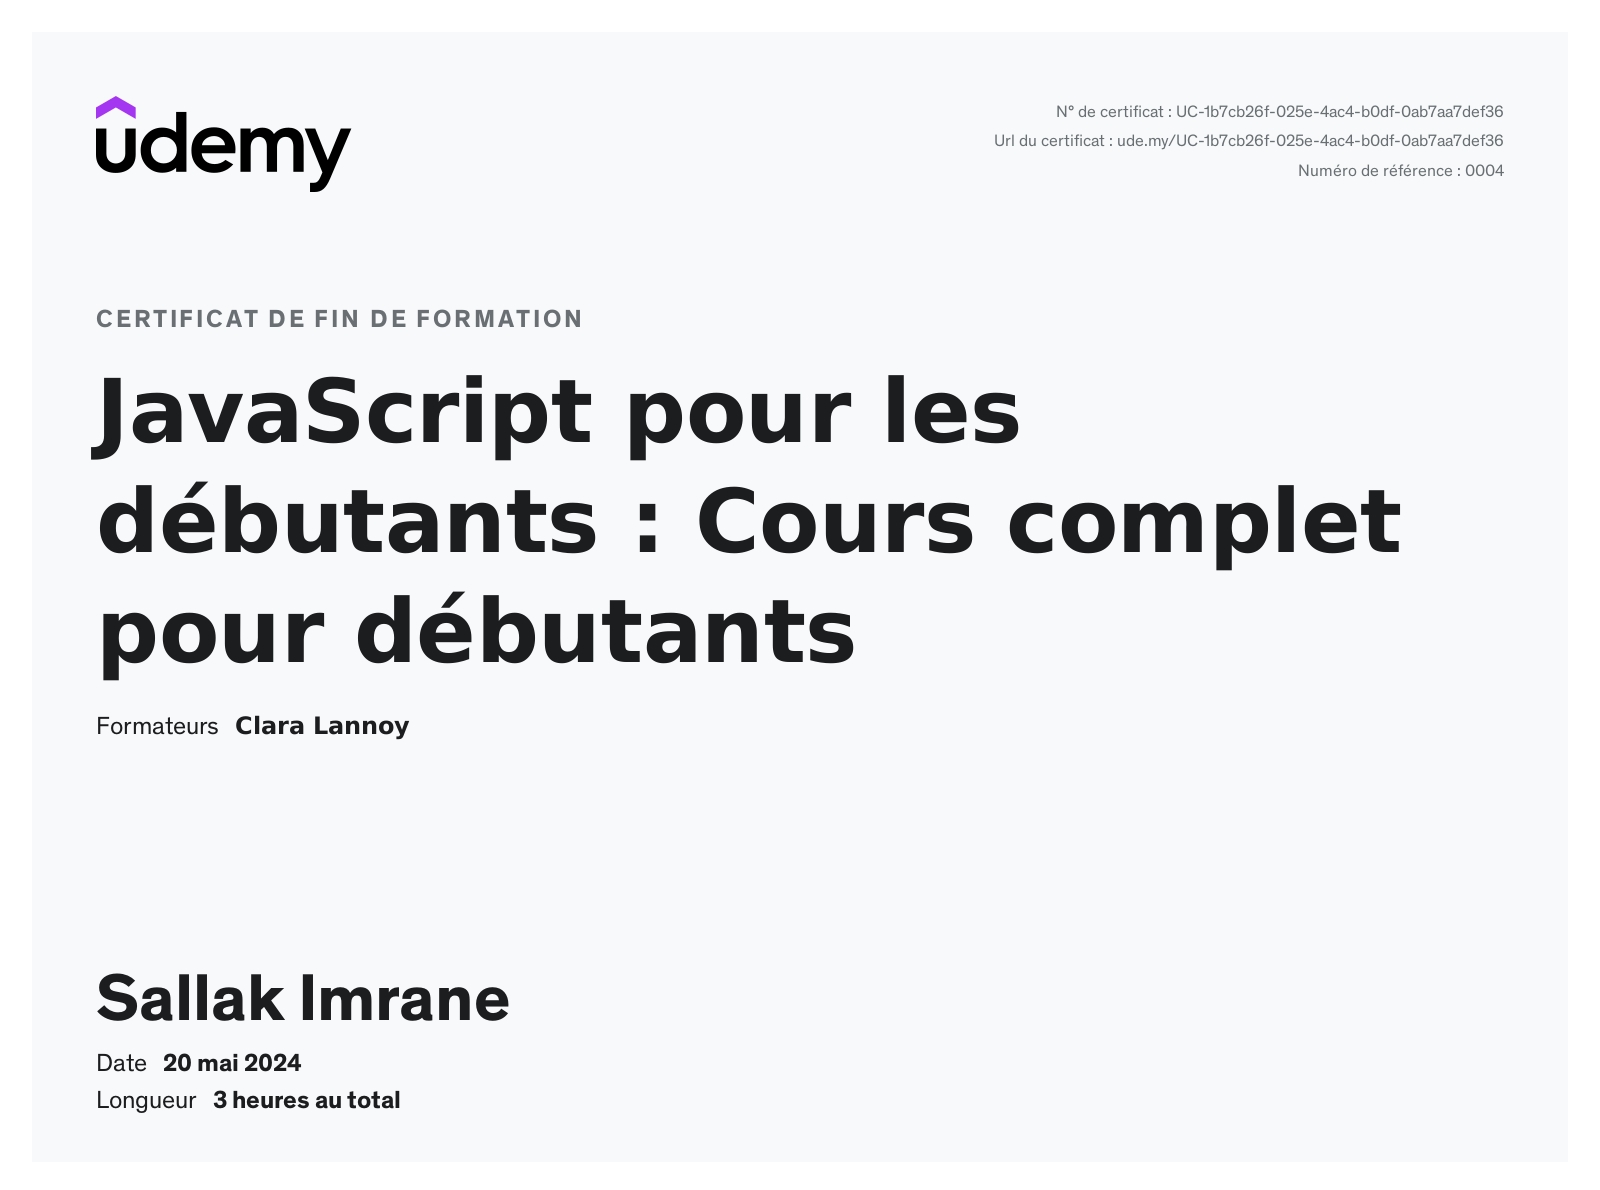 udemy
N° de certificat : UC-1b7cb26f-025e-4ac4-b0df-0ab7aa7def36
Url du certificat : ude.my/UC-1b7cb26f-025e-4ac4-b0df-0ab7aa7def36
Numéro de référence : 0004
CERTIFICAT DE FIN DE FORMATION
JavaScript pour les
débutants : Cours complet
pour débutants
Formateurs Clara Lannoy
Sallak Imrane
Date 20 mai 2024
Longueur 3 heures au total